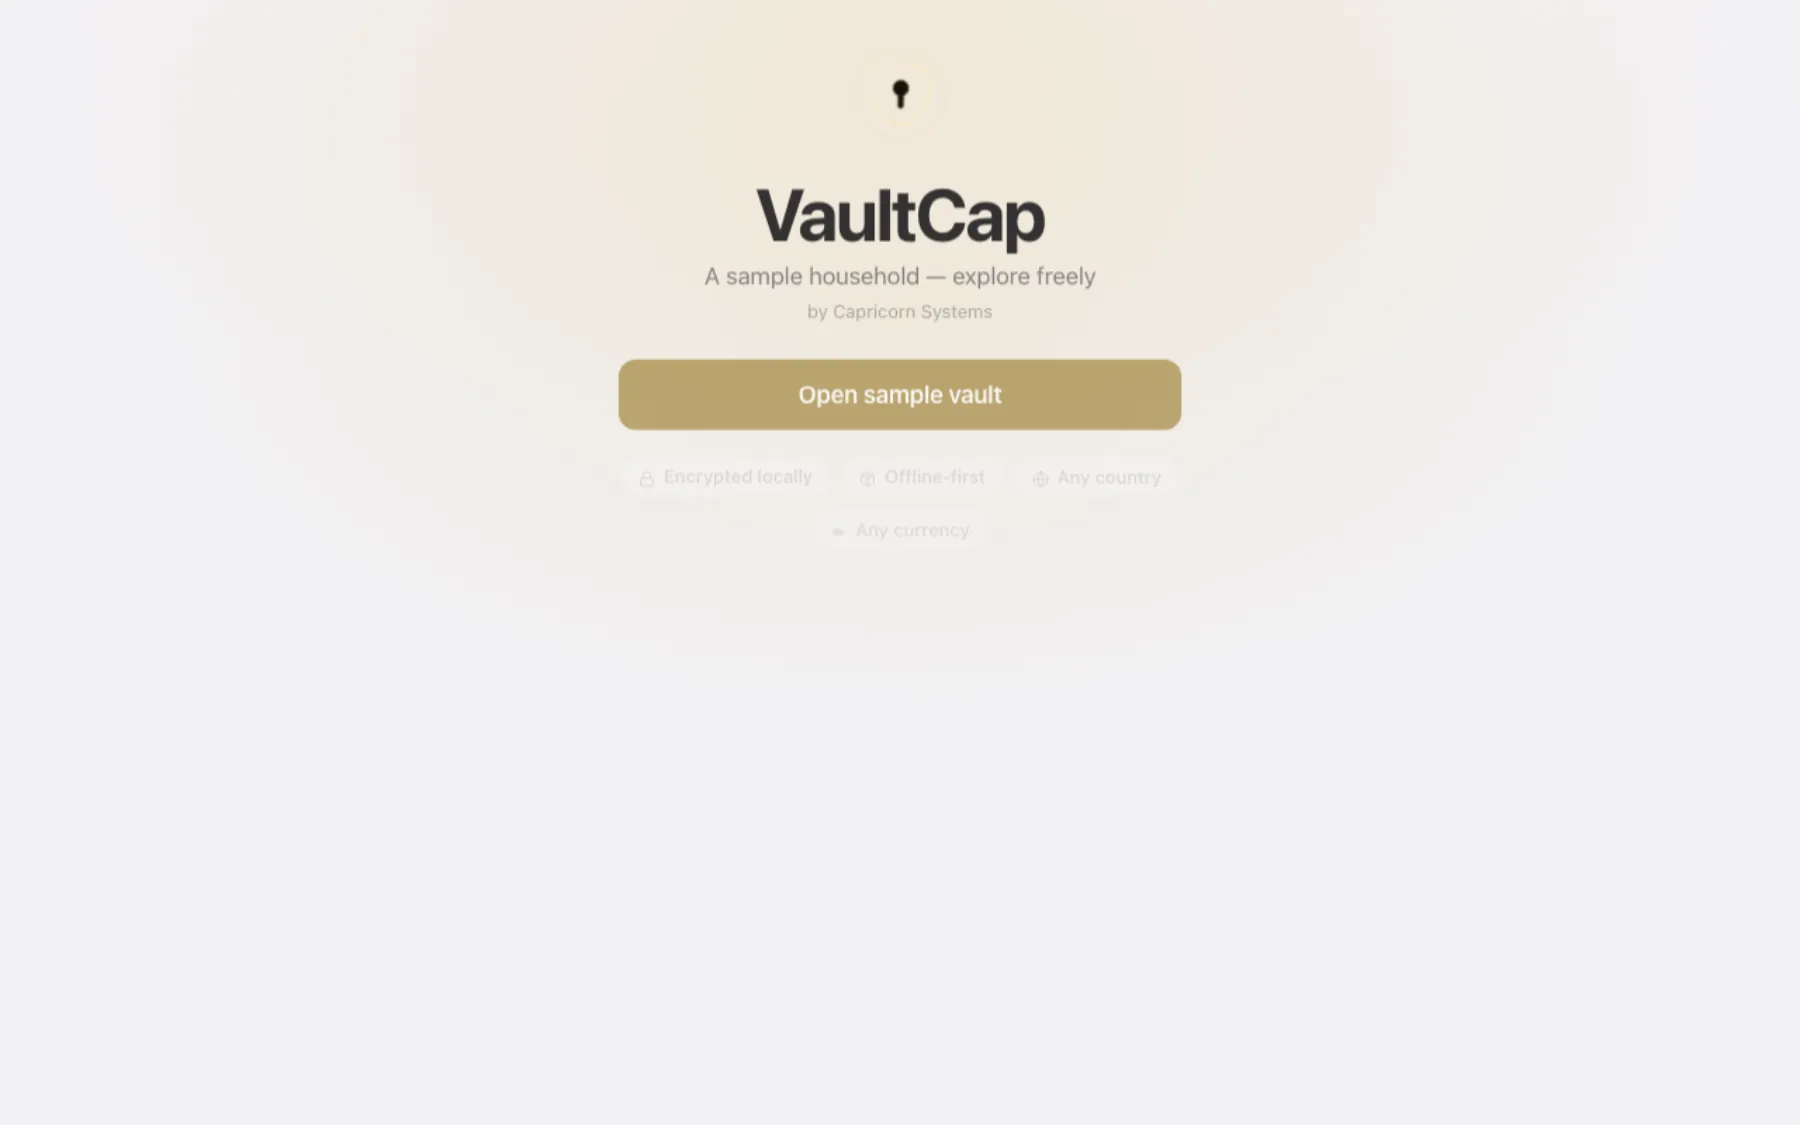 VaultCap
A sample household — explore freely
by Capricorn Systems
Open sample vault
Encrypted locally
Offline-first
Any country
Any currency